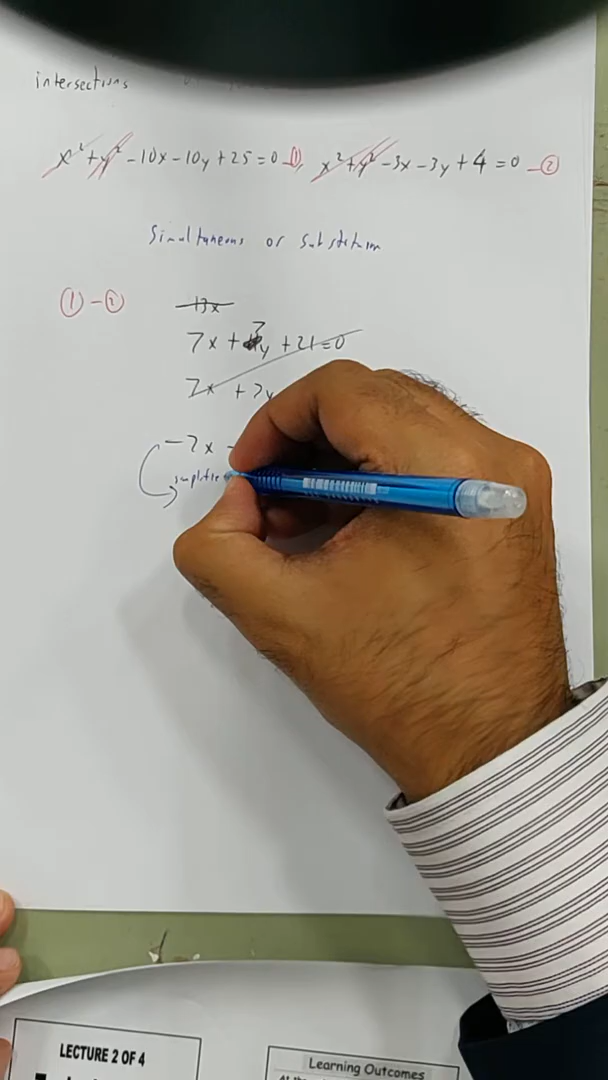 intersections
x² + y² - 10x - 10y + 25 = 0 - ①, x² + y² - 3x - 3y + 4 = 0 - ②
Simultaneous or Substitution
① - ②
13x
7x + 7y + 21 = 0
7x + 7y
-7x -
LECTURE 2 OF 4
Learning Outcomes